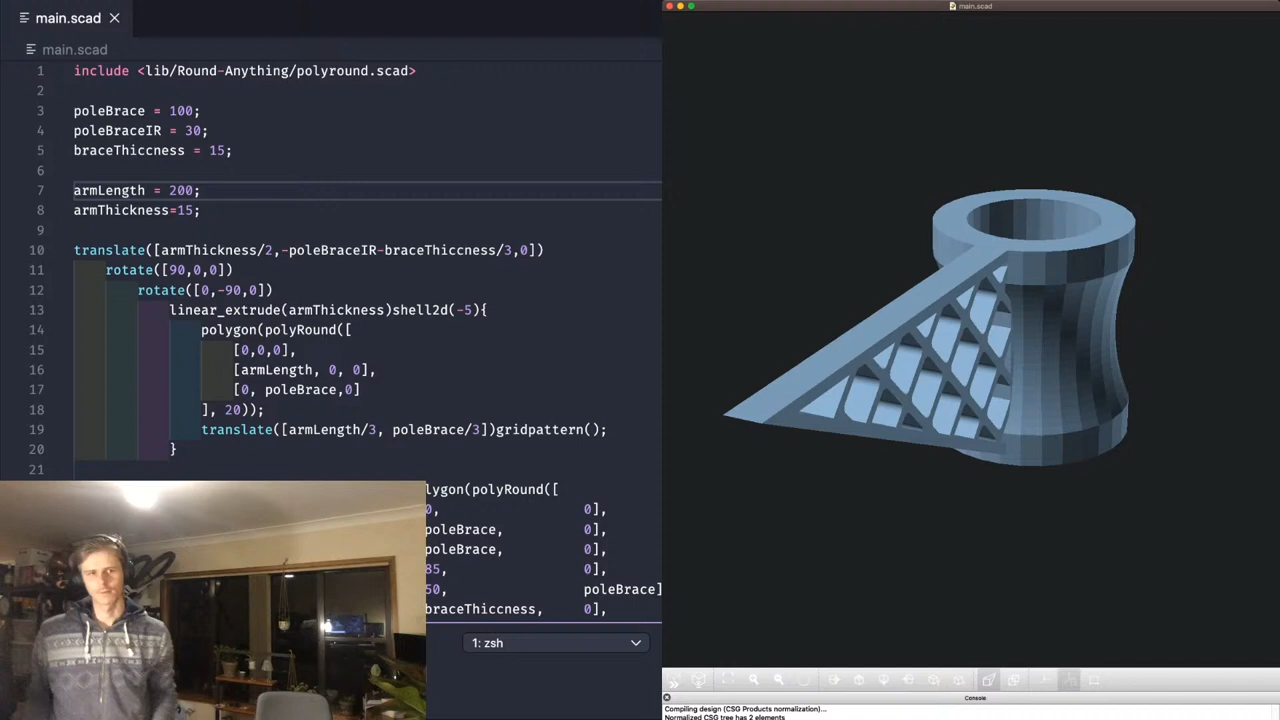 main.scad
main.scad
1 include <lib/Round-Anything/polyround.scad>
2
3 poleBrace = 100;
4 poleBraceIR = 30;
5 braceThiccness = 15;
6
7 armLength = 200;
8 armThickness=15;
9
10 translate([armThickness/2,-poleBraceIR-braceThiccness/3,0])
11 rotate([90,0,0])
12 rotate([0,-90,0])
13 linear_extrude(armThickness)shell2d(-5){
14 polygon(polyRound([
15 [0,0,0],
16 [armLength, 0, 0],
17 [0, poleBrace,0]
18 ], 20));
19 translate([armLength/3, poleBrace/3])gridpattern();
20 }
21
lygon(polyRound([
0, 0],
poleBrace, 0],
poleBrace, 0],
85, 0],
50, poleBrace]
braceThiccness, 0],
1: zsh
main.scad
Console
Compiling design (CSG Products normalization)...
Normalized CSG tree has 2 elements